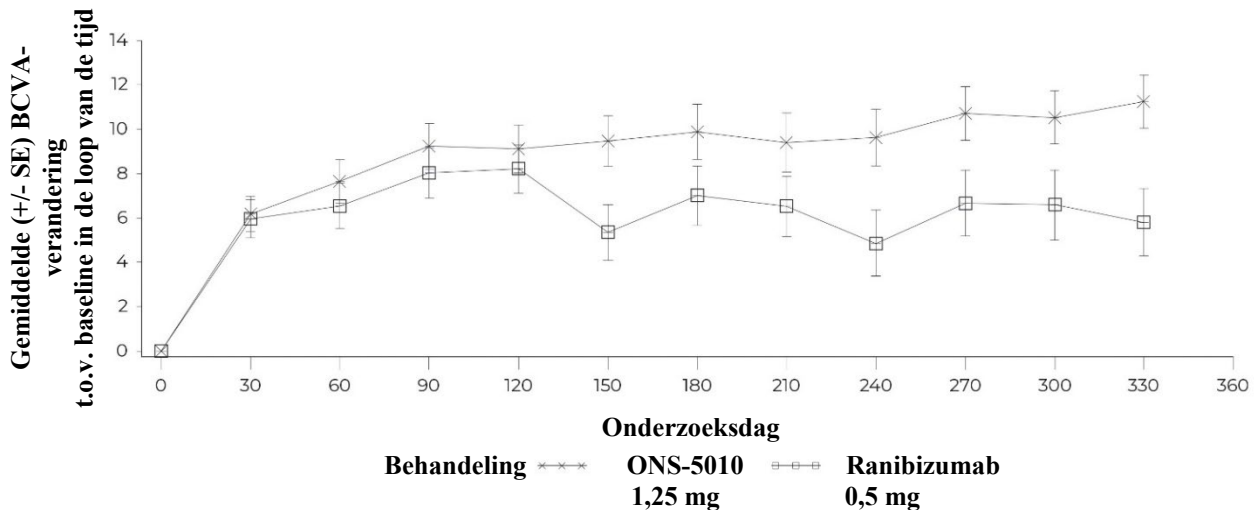 Gemiddelde (+/- SE) BCVA-
verandering
t.o.v. baseline in de loop van de tijd
14
12
10
8
6
4
2
0
0 30 60 90 120 150 180 210 240 270 300 330 360
Onderzoeksdag
Behandeling ONS-5010 Ranibizumab
1,25 mg 0,5 mg